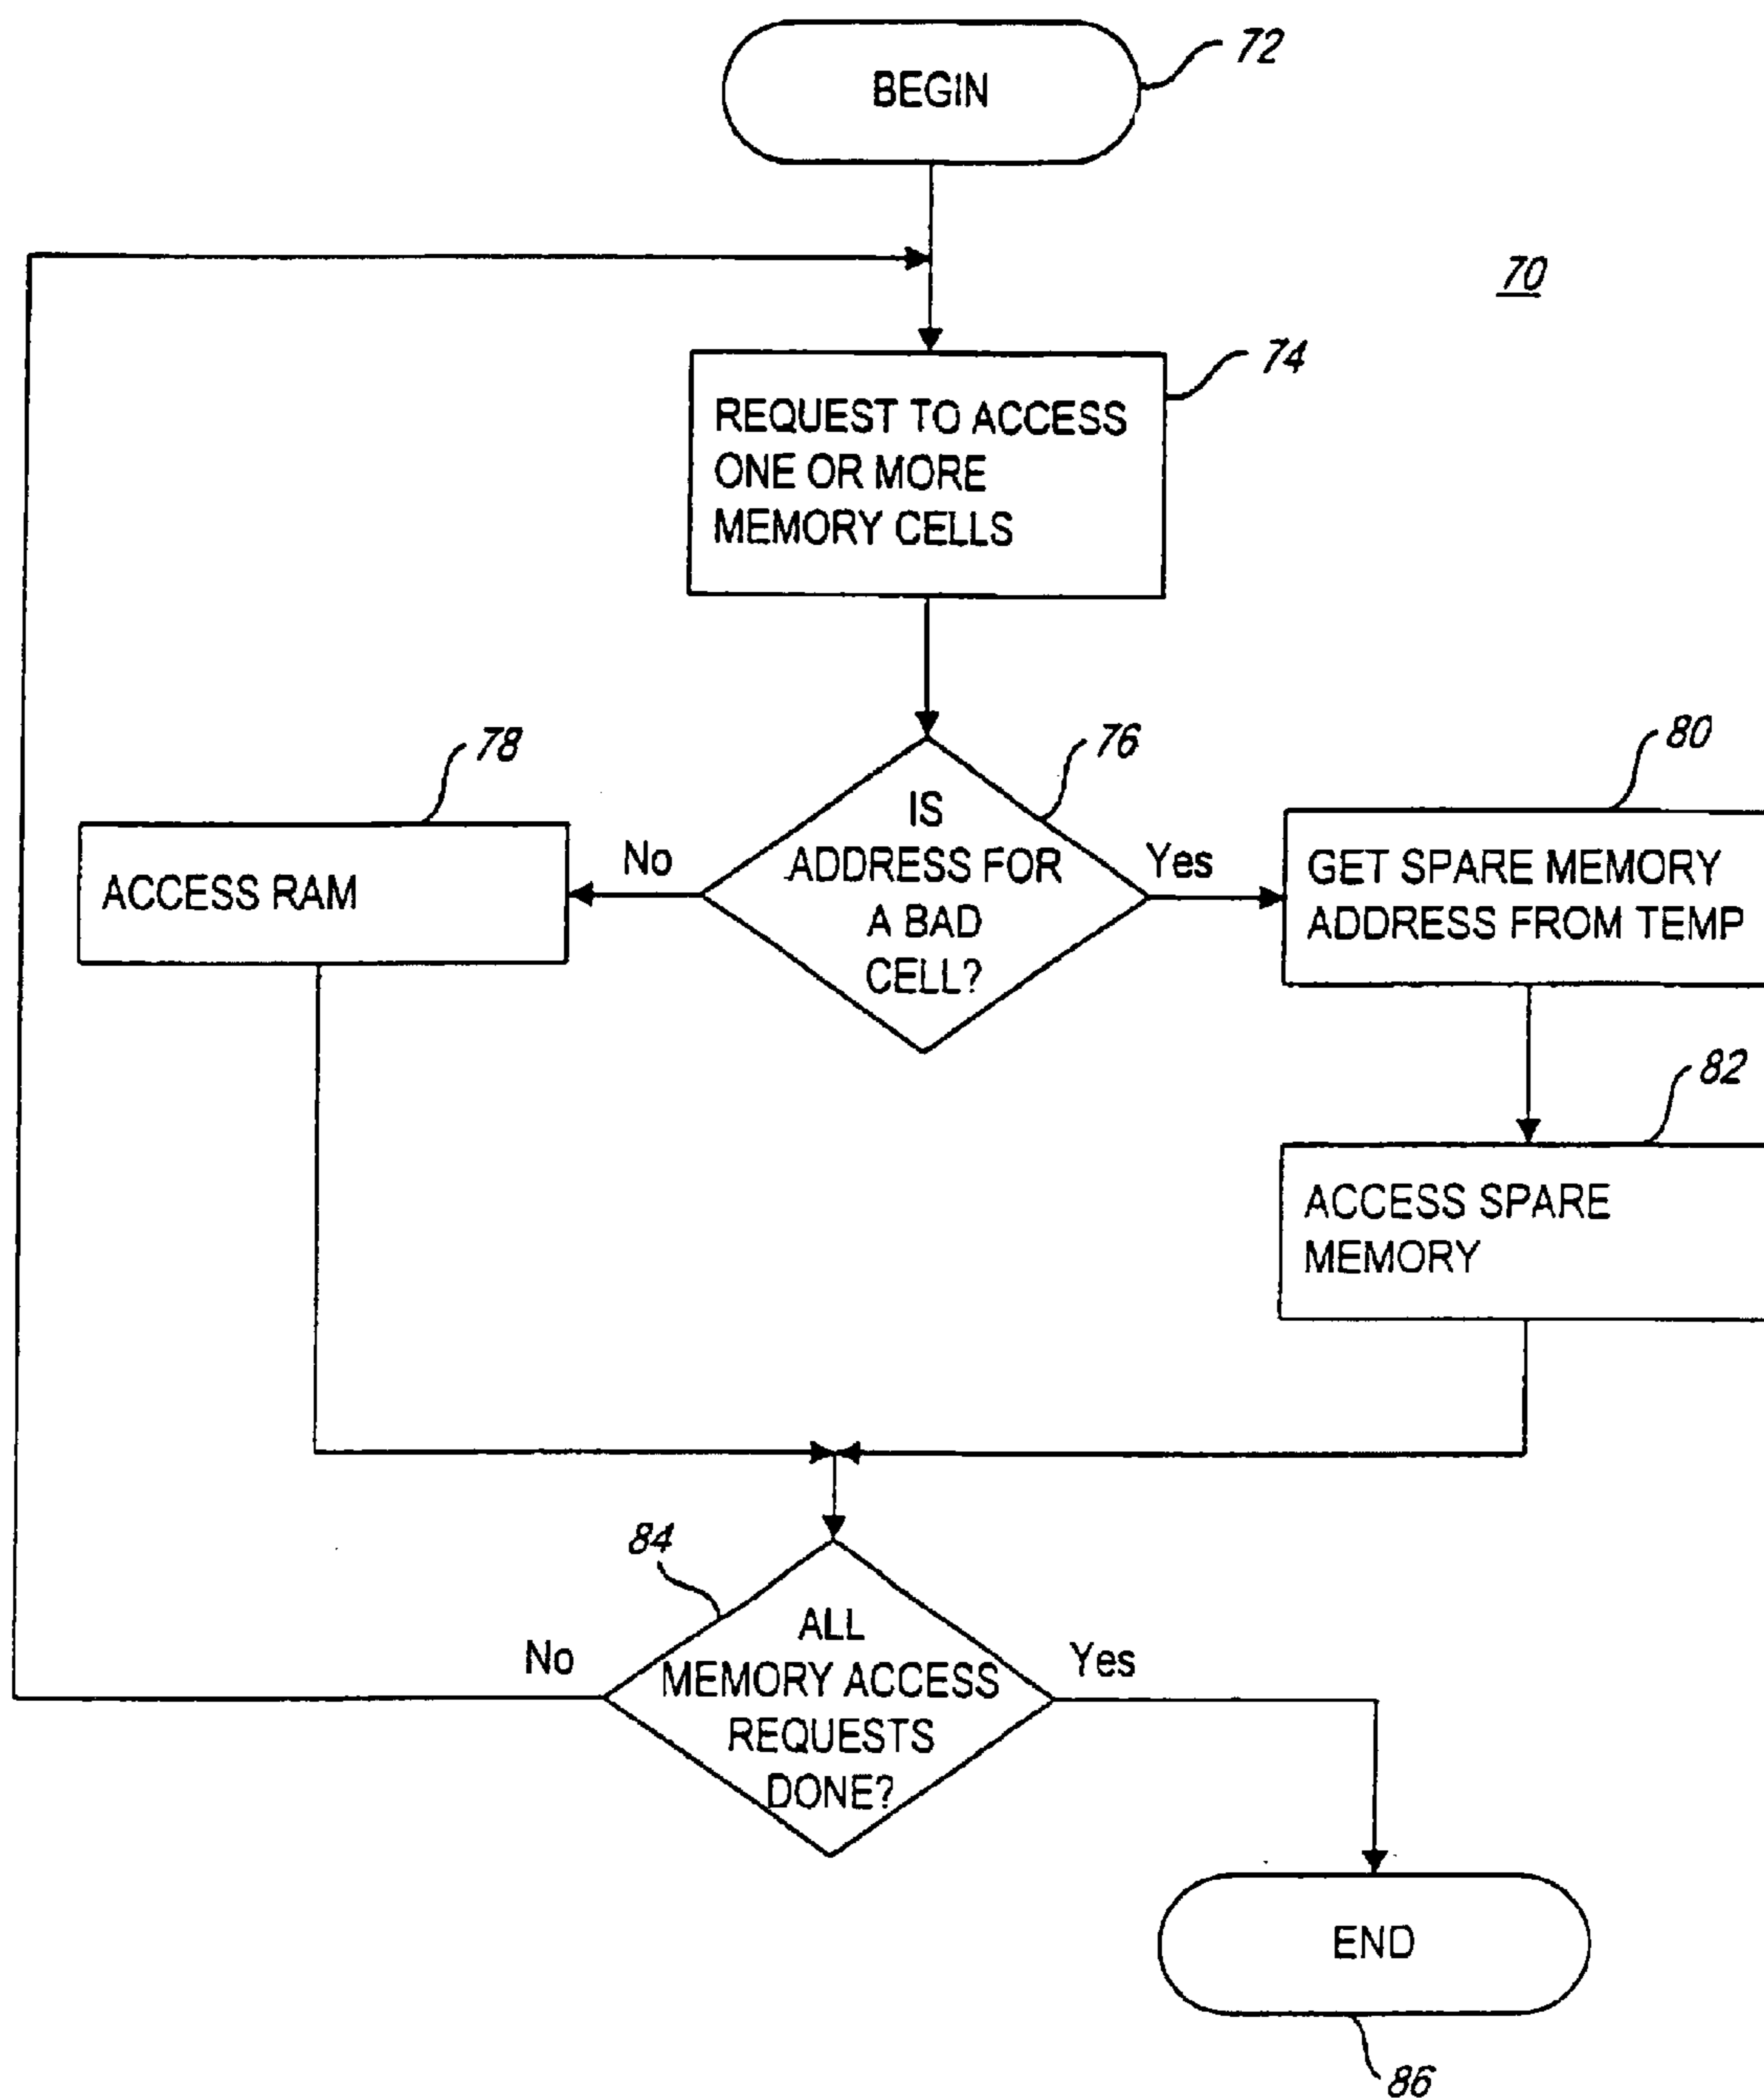 BEGIN
72
70
74
REQUEST TO ACCESS
ONE OR MORE
MEMORY CELLS
78
76
80
ACCESS RAM
No
IS
ADDRESS FOR
A BAD
CELL?
Yes
GET SPARE MEMORY
ADDRESS FROM TEMP
82
ACCESS SPARE
MEMORY
84
No
ALL
MEMORY ACCESS
REQUESTS
DONE?
Yes
END
86